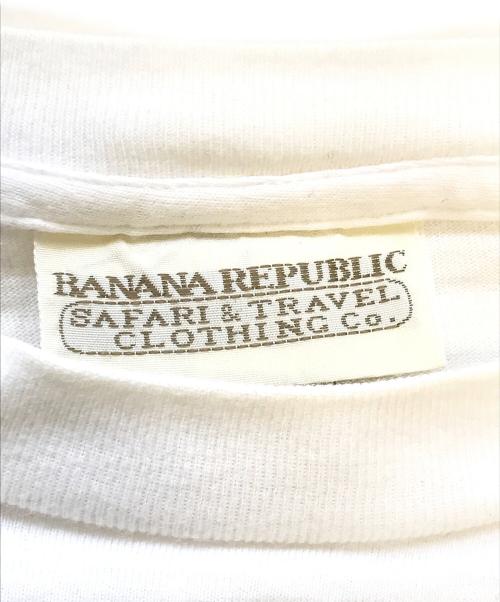 BANANA REPUBLIC
SAFARI & TRAVEL
CLOTHING Co.